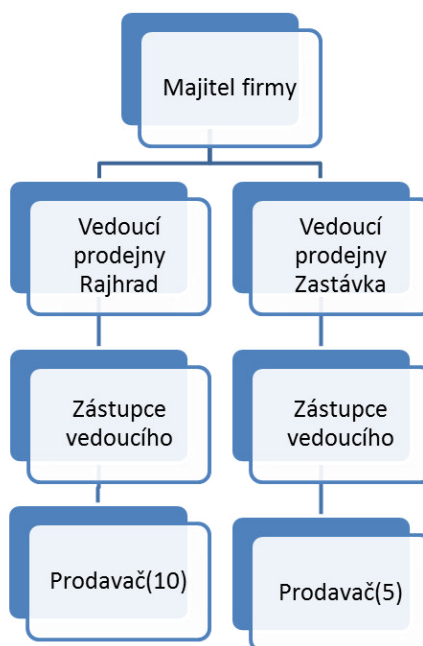 Majitel firmy
Vedoucí
prodejny
Rajhrad
Vedoucí
prodejny
Zastávka
Zástupce
vedoucího
Zástupce
vedoucího
Prodavač(10)
Prodavač(5)